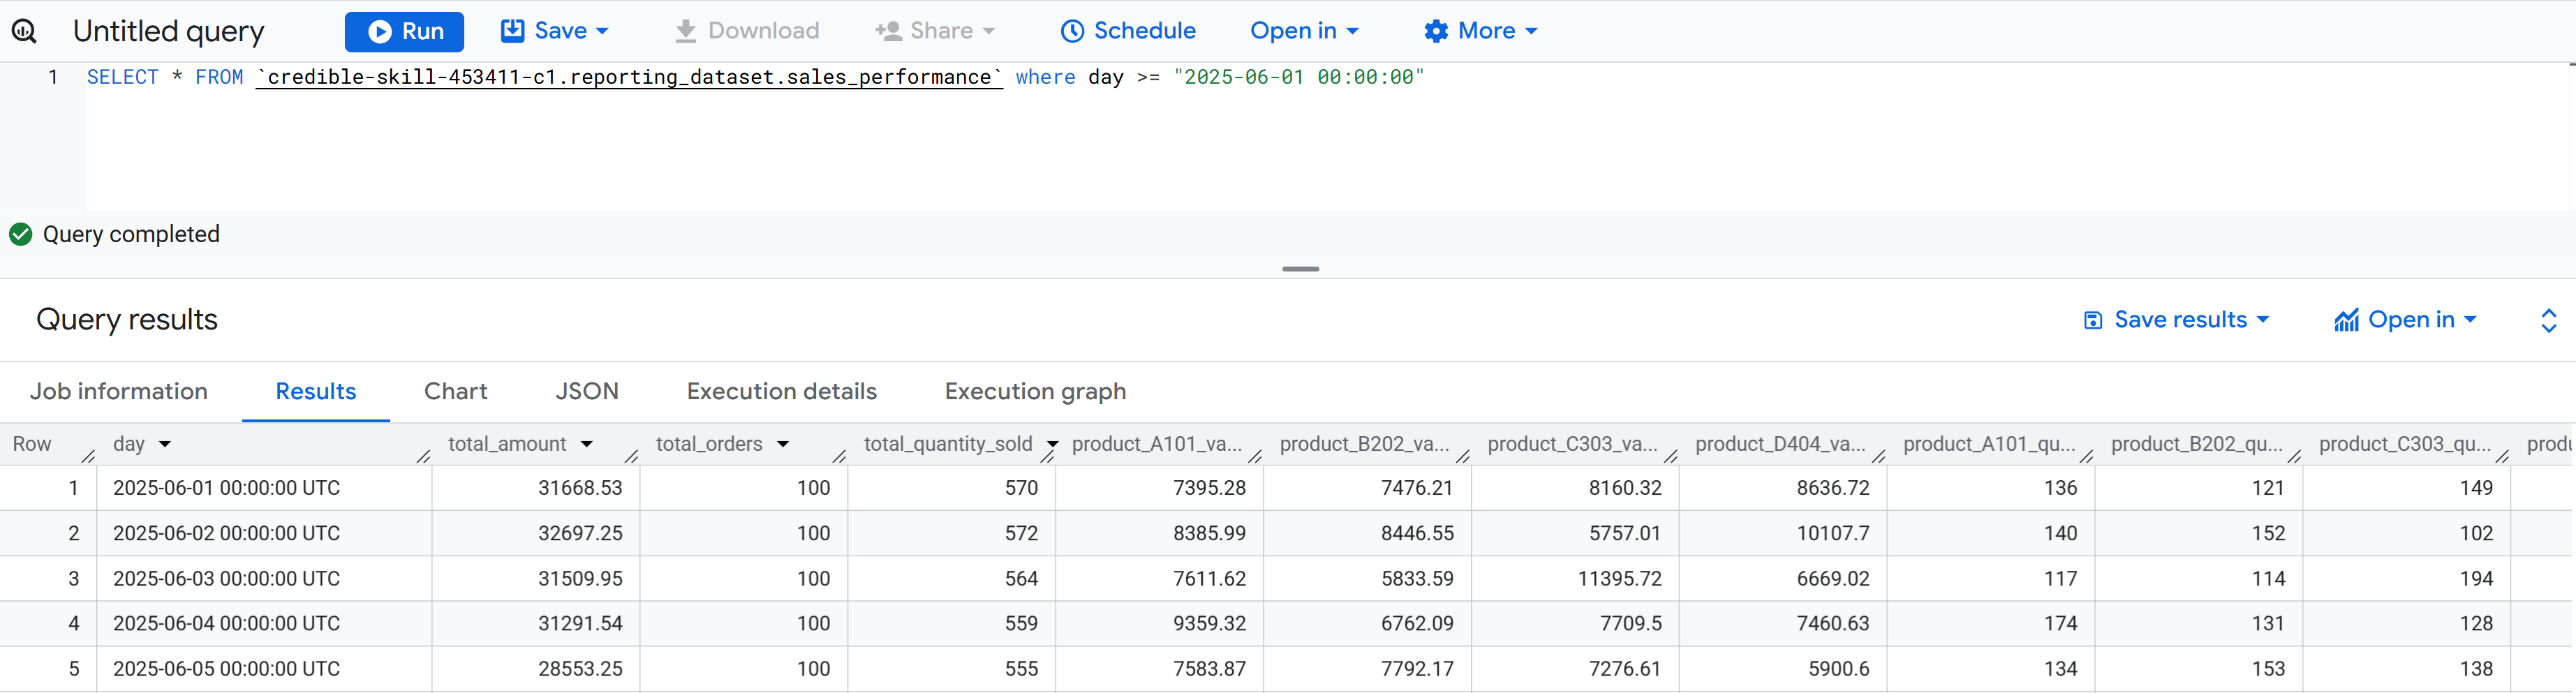 Untitled query Run Save Download Share Schedule Open in More
1 SELECT * FROM `credible-skill-453411-c1.reporting_dataset.sales_performance` where day >= "2025-06-01 00:00:00"
Query completed
Query results Save results Open in
Job information Results Chart JSON Execution details Execution graph
Row day total_amount total_orders total_quantity_sold product_A101_va... product_B202_va... product_C303_va... product_D404_va... product_A101_qu... product_B202_qu... product_C303_qu... produ
1 2025-06-01 00:00:00 UTC 31668.53 100 570 7395.28 7476.21 8160.32 8636.72 136 121 149
2 2025-06-02 00:00:00 UTC 32697.25 100 572 8385.99 8446.55 5757.01 10107.7 140 152 102
3 2025-06-03 00:00:00 UTC 31509.95 100 564 7611.62 5833.59 11395.72 6669.02 117 114 194
4 2025-06-04 00:00:00 UTC 31291.54 100 559 9359.32 6762.09 7709.5 7460.63 174 131 128
5 2025-06-05 00:00:00 UTC 28553.25 100 555 7583.87 7792.17 7276.61 5900.6 134 153 138